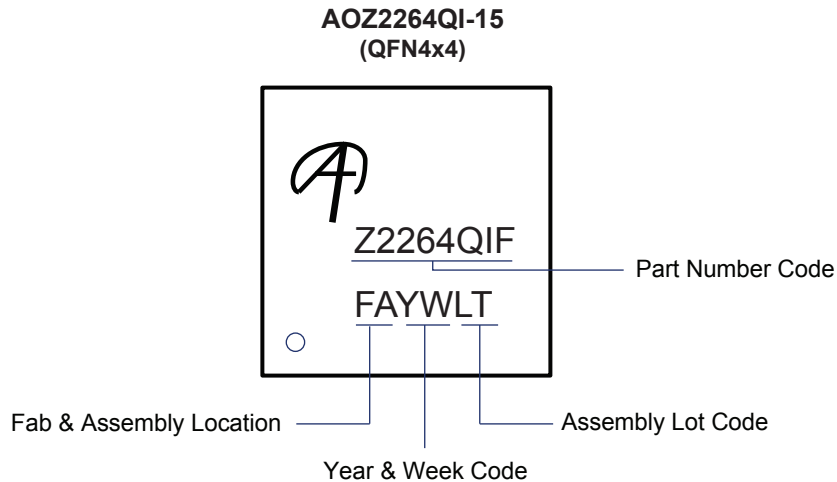 AOZ2264QI-15
(QFN4x4)
Z2264QIF
Part Number Code
FAYWLT
Fab & Assembly Location
Assembly Lot Code
Year & Week Code